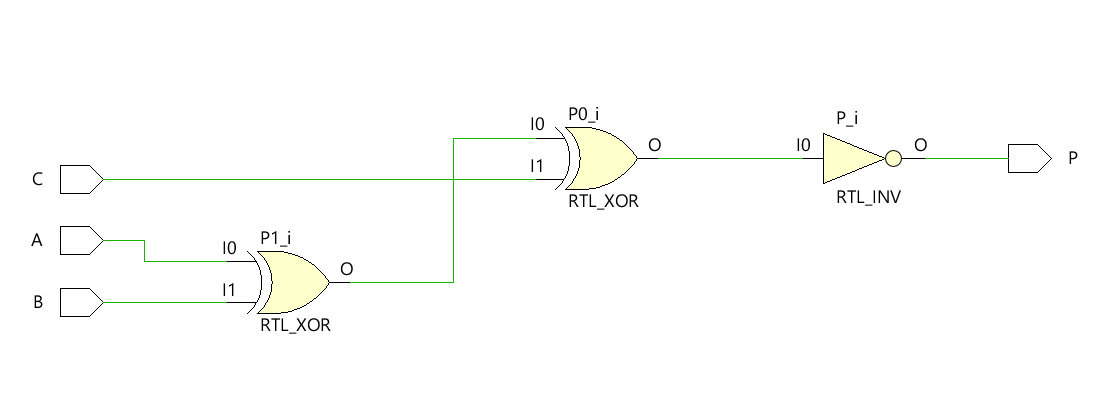 P0_i
I0
O
I1
RTL_XOR
P_i
I0
O
RTL_INV
P
C
A
B
P1_i
I0
O
I1
RTL_XOR